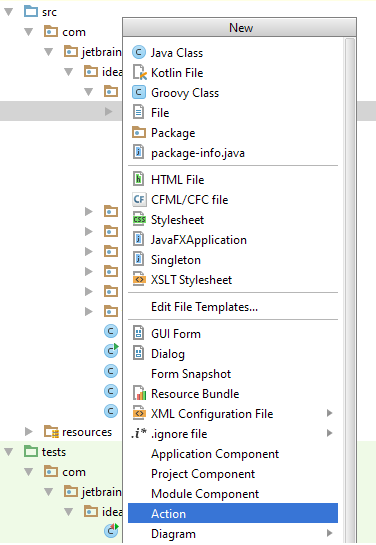 src
com
jetbrain
idea
New
Java Class
Kotlin File
Groovy Class
File
Package
package-info.java
HTML File
CFML/CFC file
Stylesheet
JavaFXApplication
Singleton
XSLT Stylesheet
Edit File Templates...
GUI Form
Dialog
Form Snapshot
Resource Bundle
XML Configuration File
.ignore file
Application Component
Project Component
Module Component
Action
Diagram
resources
tests
com
jetbrain
idea